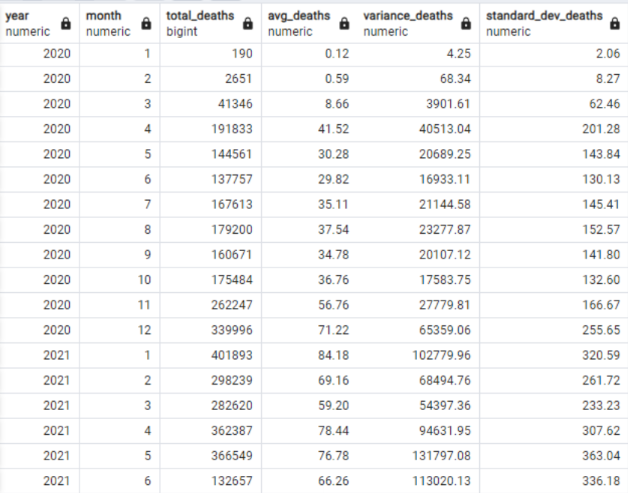 year month total_deaths avg_deaths variance_deaths standard_dev_deaths
numeric numeric bigint numeric numeric numeric
2020 1 190 0.12 4.25 2.06
2020 2 2651 0.59 68.34 8.27
2020 3 41346 8.66 3901.61 62.46
2020 4 191833 41.52 40513.04 201.28
2020 5 144561 30.28 20689.25 143.84
2020 6 137757 29.82 16933.11 130.13
2020 7 167613 35.11 21144.58 145.41
2020 8 179200 37.54 23277.87 152.57
2020 9 160671 34.78 20107.12 141.80
2020 10 175484 36.76 17583.75 132.60
2020 11 262247 56.76 27779.81 166.67
2020 12 339996 71.22 65359.06 255.65
2021 1 401893 84.18 102779.96 320.59
2021 2 298239 69.16 68494.76 261.72
2021 3 282620 59.20 54397.36 233.23
2021 4 362387 78.44 94631.95 307.62
2021 5 366549 76.78 131797.08 363.04
2021 6 132657 66.26 113020.13 336.18